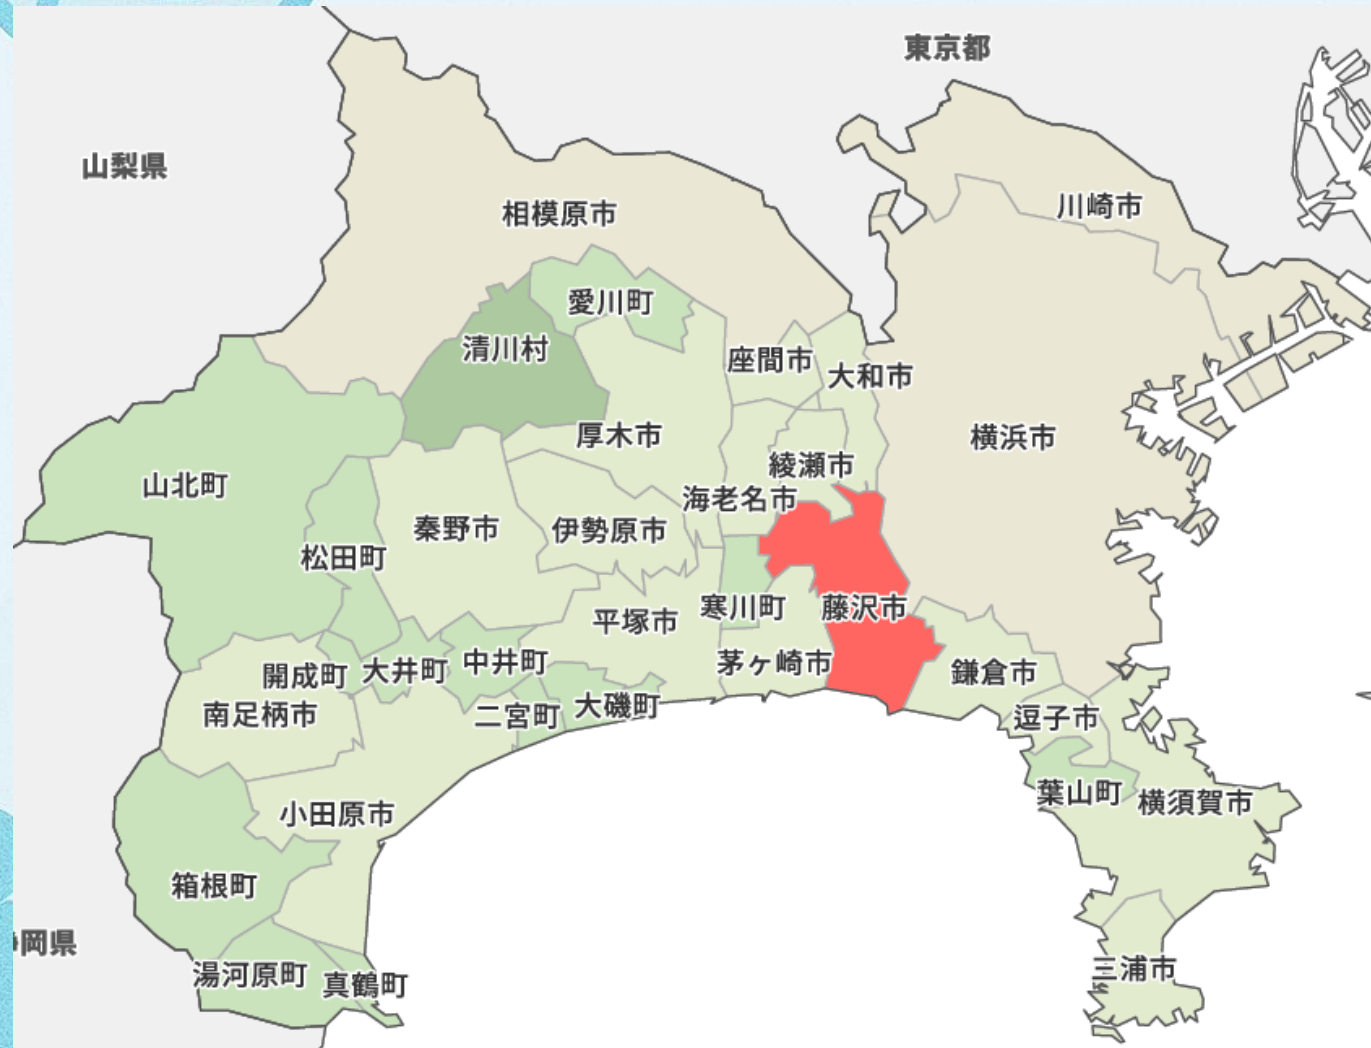 東京都
山梨県
相模原市
川崎市
愛川町
清川村
座間市
大和市
厚木市
横浜市
綾瀬市
山北町
海老名市
秦野市
伊勢原市
松田町
寒川町
藤沢市
平塚市
開成町
大井町
中井町
茅ヶ崎市
鎌倉市
南足柄市
二宮町
大磯町
逗子市
葉山町
横須賀市
小田原市
箱根町
岡県
湯河原町
真鶴町
三浦市